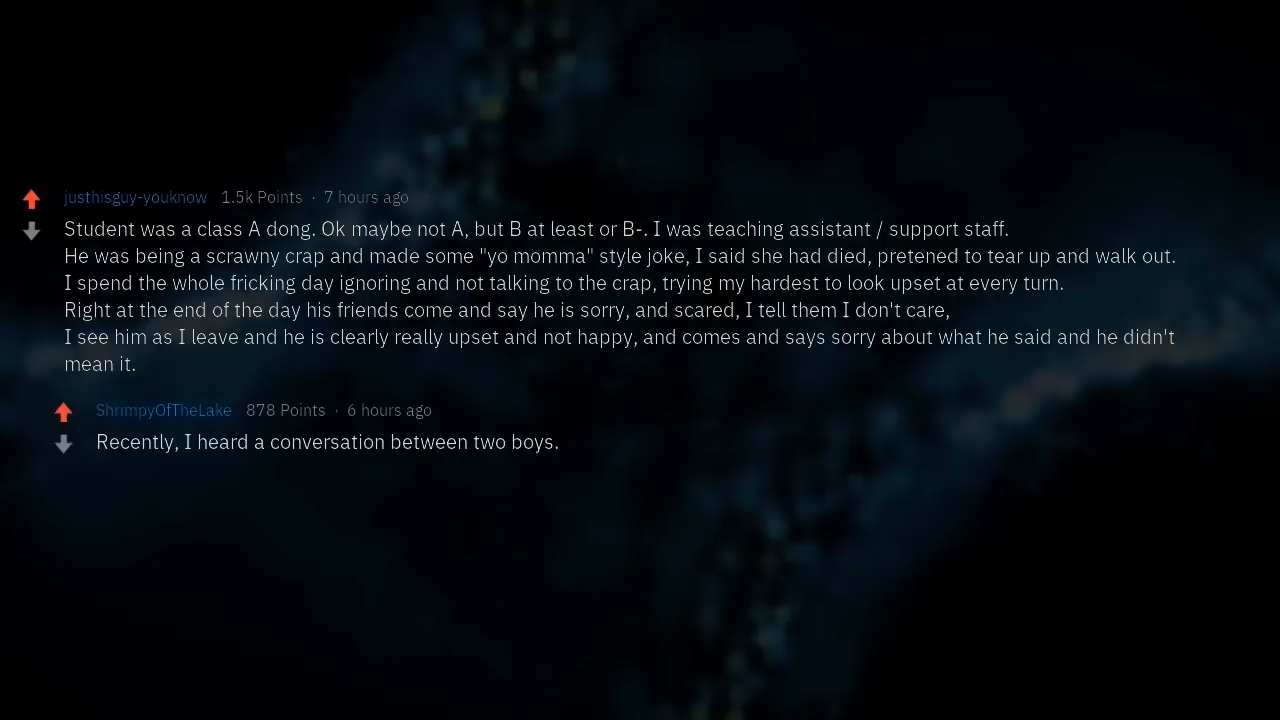 justhisguy-youknow 1.5k Points · 7 hours ago
Student was a class A dong. Ok maybe not A, but B at least or B-. I was teaching assistant / support staff.
He was being a scrawny crap and made some "yo momma" style joke, I said she had died, pretened to tear up and walk out.
I spend the whole fricking day ignoring and not talking to the crap, trying my hardest to look upset at every turn.
Right at the end of the day his friends come and say he is sorry, and scared, I tell them I don't care,
I see him as I leave and he is clearly really upset and not happy, and comes and says sorry about what he said and he didn't
mean it.
ShrimpyOfTheLake 878 Points · 6 hours ago
Recently, I heard a conversation between two boys.